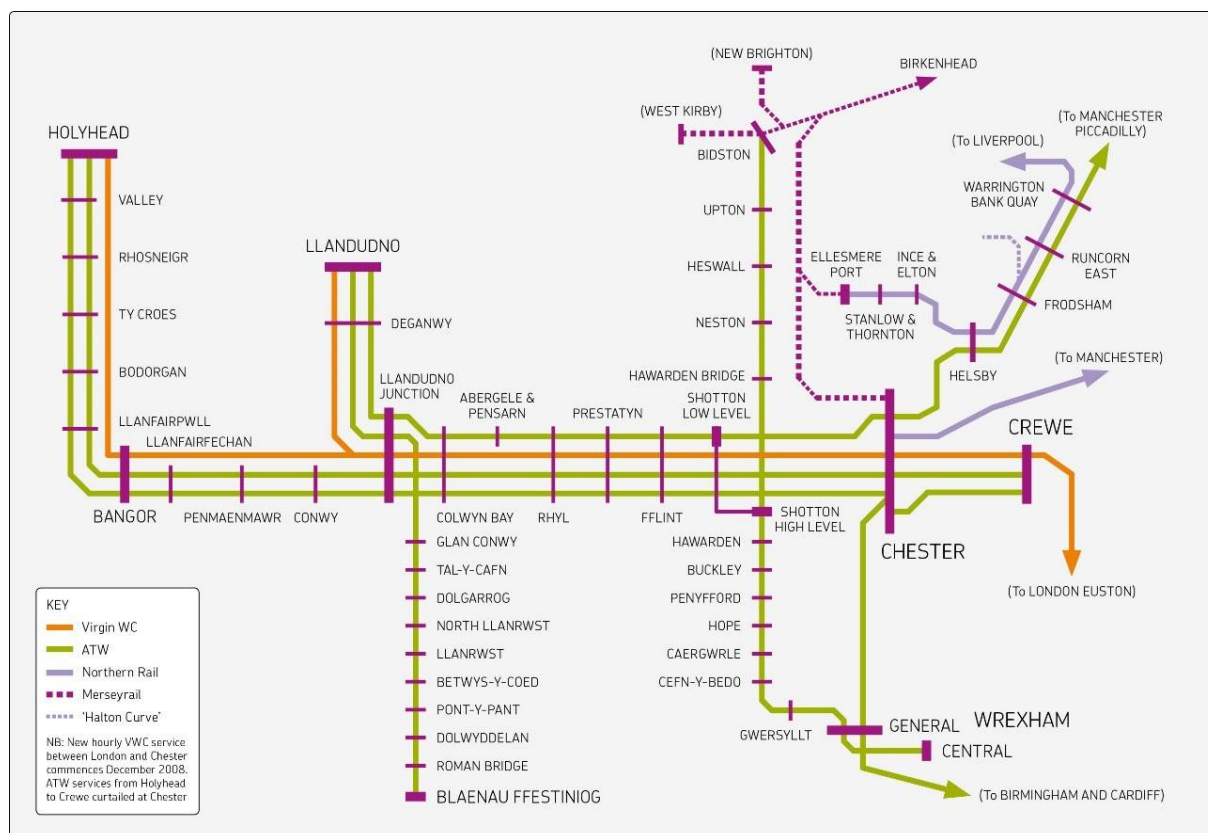 (NEW BRIGHTON)
BIRKENHEAD
(WEST KIRBY)
(To MANCHESTER
PICCADILLY)
HOLYHEAD
BIDSTON
(To LIVERPOOL)
WARRINGTON
BANK QUAY
VALLEY
UPTON
LLANDUDNO
ELLESMERE
PORT
INCE &
ELTON
RUNCORN
EAST
RHOSNEIGR
HESWALL
FRODSHAM
TY CROES
DEGANWY
NESTON
STANLOW &
THORNTON
HELSBY
(To MANCHESTER)
BODORGAN
LLANDUDNO
JUNCTION
HAWARDEN BRIDGE
ABERGELE &
PENSARN
PRESTATYN
SHOTTON
LOW LEVEL
LLANFAIRPWLL
LLANFAIRFECHAN
CREWE
BANGOR
PENMAENMAWR
CONWY
COLWYN BAY
RHYL
FFLINT
SHOTTON
HIGH LEVEL
CHESTER
GLAN CONWY
HAWARDEN
TAL-Y-CAFN
BUCKLEY
DOLGARROG
PENYFFORD
(To LONDON EUSTON)
NORTH LLANRWST
HOPE
LLANRWST
CAERGWRLE
BETWYS-Y-COED
CEFN-Y-BEDO
PONT-Y-PANT
GWERSYLLT
GENERAL
WREXHAM
DOLWYDDELAN
CENTRAL
ROMAN BRIDGE
BLAENAU FFESTINIOG
(To BIRMINGHAM AND CARDIFF)
KEY
Virgin WC
ATW
Northern Rail
Merseyrail
'Halton Curve'
NB: New hourly VWC service
between London and Chester
commences December 2008.
ATW services from Holyhead
to Crewe curtailed at Chester